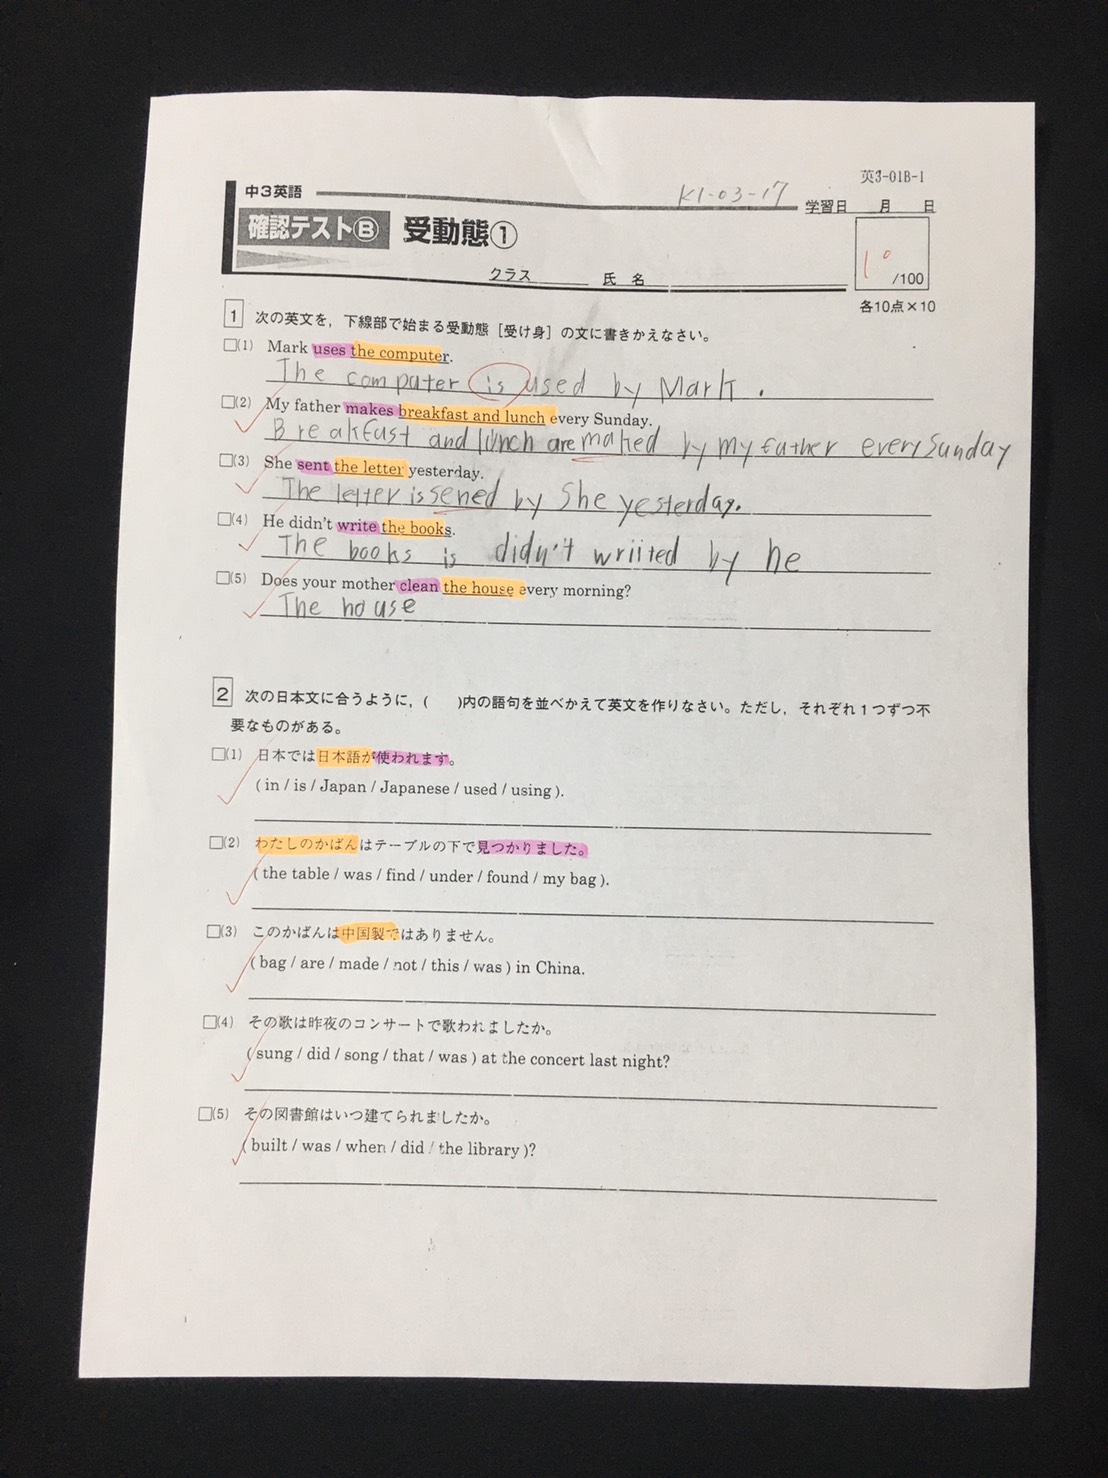 英3-01B-1
中3英語
K1-03-17
学習日 月 日
確認テストⒷ 受動態①
10
/100
クラス 氏 名
各10点×10
1 次の英文を，下線部で始まる受動態［受け身］の文に書きかえなさい。
□(1) Mark uses the computer.
The computer is used by Mark.
□(2) My father makes breakfast and lunch every Sunday.
Breakfast and lunch are maked by my father every Sunday
□(3) She sent the letter yesterday.
The letter is sened by She yesterday.
□(4) He didn't write the books.
The books is didn't wriited by he
□(5) Does your mother clean the house every morning?
The house
2 次の日本文に合うように，( )内の語句を並べかえて英文を作りなさい。ただし，それぞれ1つずつ不
要なものがある。
□(1) 日本では日本語が使われます。
( in / is / Japan / Japanese / used / using ).
□(2) わたしのかばんはテーブルの下で見つかりました。
( the table / was / find / under / found / my bag ).
□(3) このかばんは中国製ではありません。
( bag / are / made / not / this / was ) in China.
□(4) その歌は昨夜のコンサートで歌われましたか。
( sung / did / song / that / was ) at the concert last night?
□(5) その図書館はいつ建てられましたか。
( built / was / when / did / the library )?